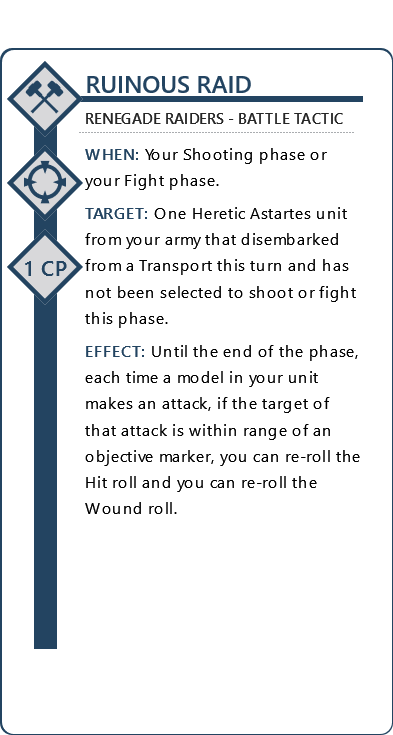 RUINOUS RAID
RENEGADE RAIDERS - BATTLE TACTIC
WHEN: Your Shooting phase or
your Fight phase.
TARGET: One Heretic Astartes unit
from your army that disembarked
from a Transport this turn and has
not been selected to shoot or fight
this phase.
1 CP
EFFECT: Until the end of the phase,
each time a model in your unit
makes an attack, if the target of
that attack is within range of an
objective marker, you can re-roll the
Hit roll and you can re-roll the
Wound roll.